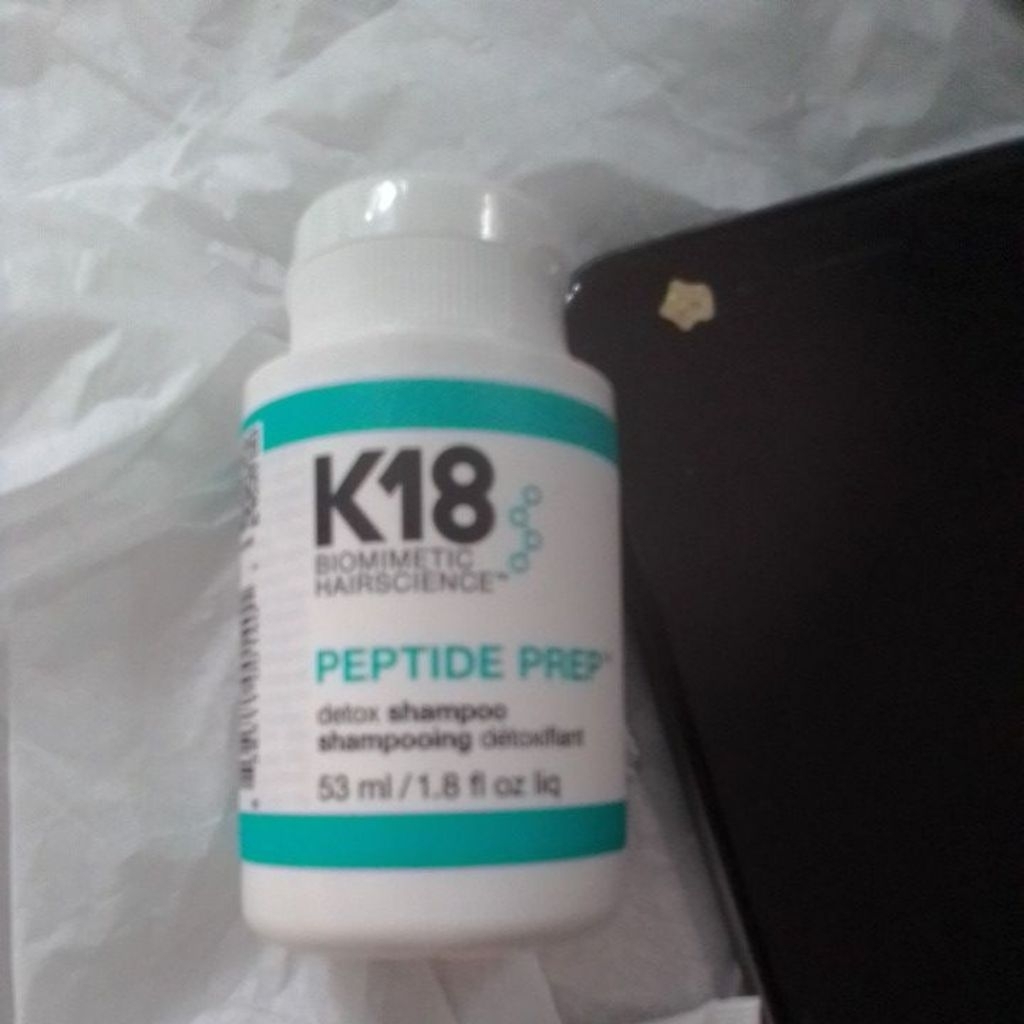 K18
BIOMIMETIC
HAIRSCIENCE™
PEPTIDE PREP™
detox shampoo
shampooing détoxifiant
53 ml / 1.8 fl oz liq